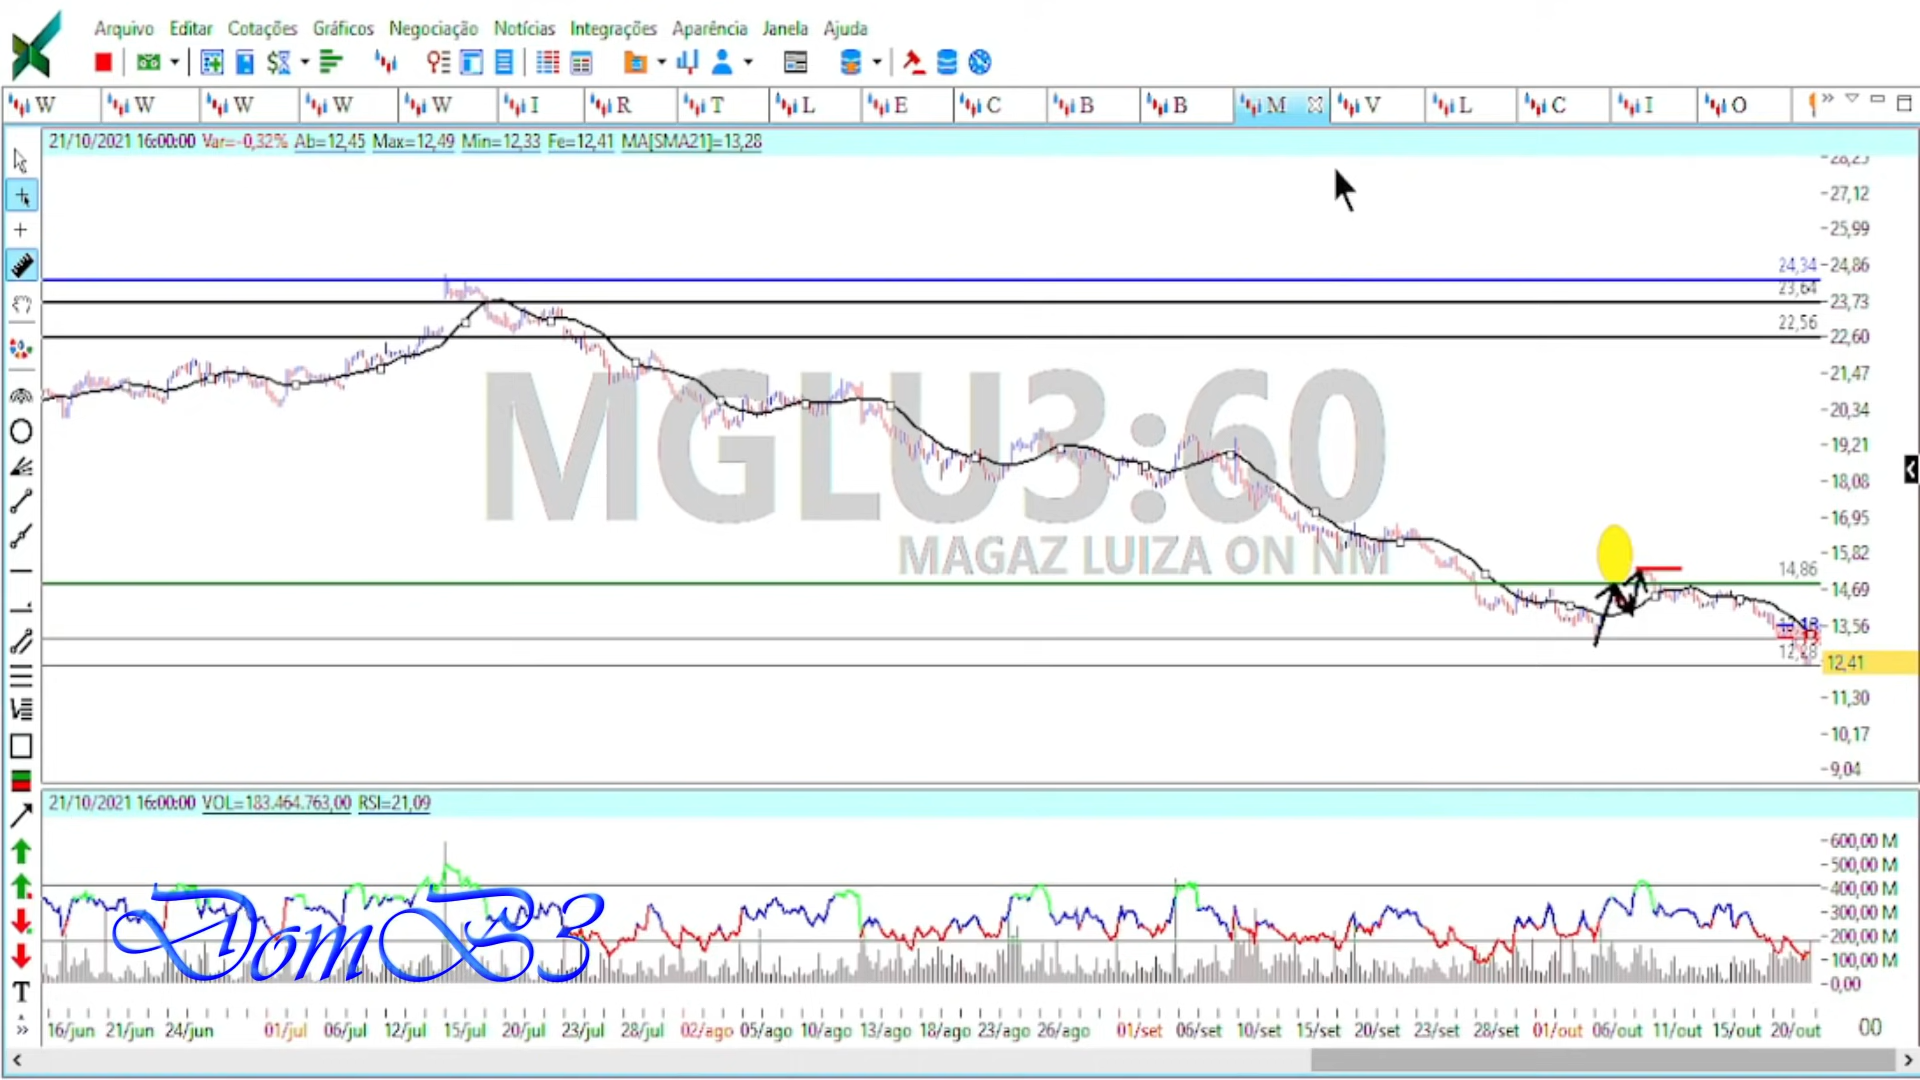 Arquivo Editar Cotações Gráficos Negociação Notícias Integrações Aparência Janela Ajuda
W W W W W I R T L E C B B M V L C I O
21/10/2021 16:00:00 Var=-0,32% Ab=12,45 Max=12,49 Min=12,33 Fe=12,41 MA[SMA21]=13,28
27,12
25,99
24,34 24,86
23,64 23,73
22,56 22,60
21,47
20,34
19,21
18,08
16,95
15,82
14,86 14,69
13,56
12,41
11,30
10,17
9,04
MGLU3:60
MAGAZ LUIZA ON NM
21/10/2021 16:00:00 VOL=183.464.763,00 RSI=21,09
600,00 M
500,00 M
400,00 M
300,00 M
200,00 M
100,00 M
0,00
DomB3
T
16/jun 21/jun 24/jun 01/jul 06/jul 12/jul 15/jul 20/jul 23/jul 28/jul 02/ago 05/ago 10/ago 13/ago 18/ago 23/ago 26/ago 01/set 06/set 10/set 15/set 20/set 23/set 28/set 01/out 06/out 11/out 15/out 20/out 00